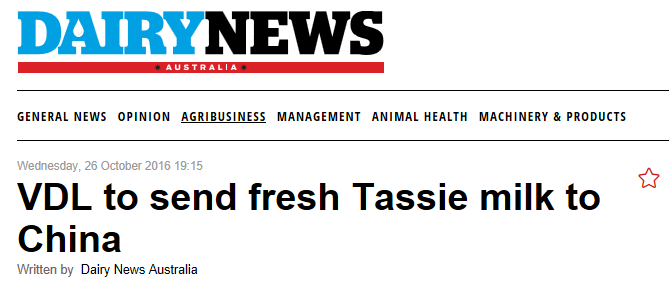 DAIRYNEWS
AUSTRALIA
GENERAL NEWS OPINION AGRIBUSINESS MANAGEMENT ANIMAL HEALTH MACHINERY & PRODUCTS
Wednesday, 26 October 2016 19:15
VDL to send fresh Tassie milk to
China
Written by Dairy News Australia